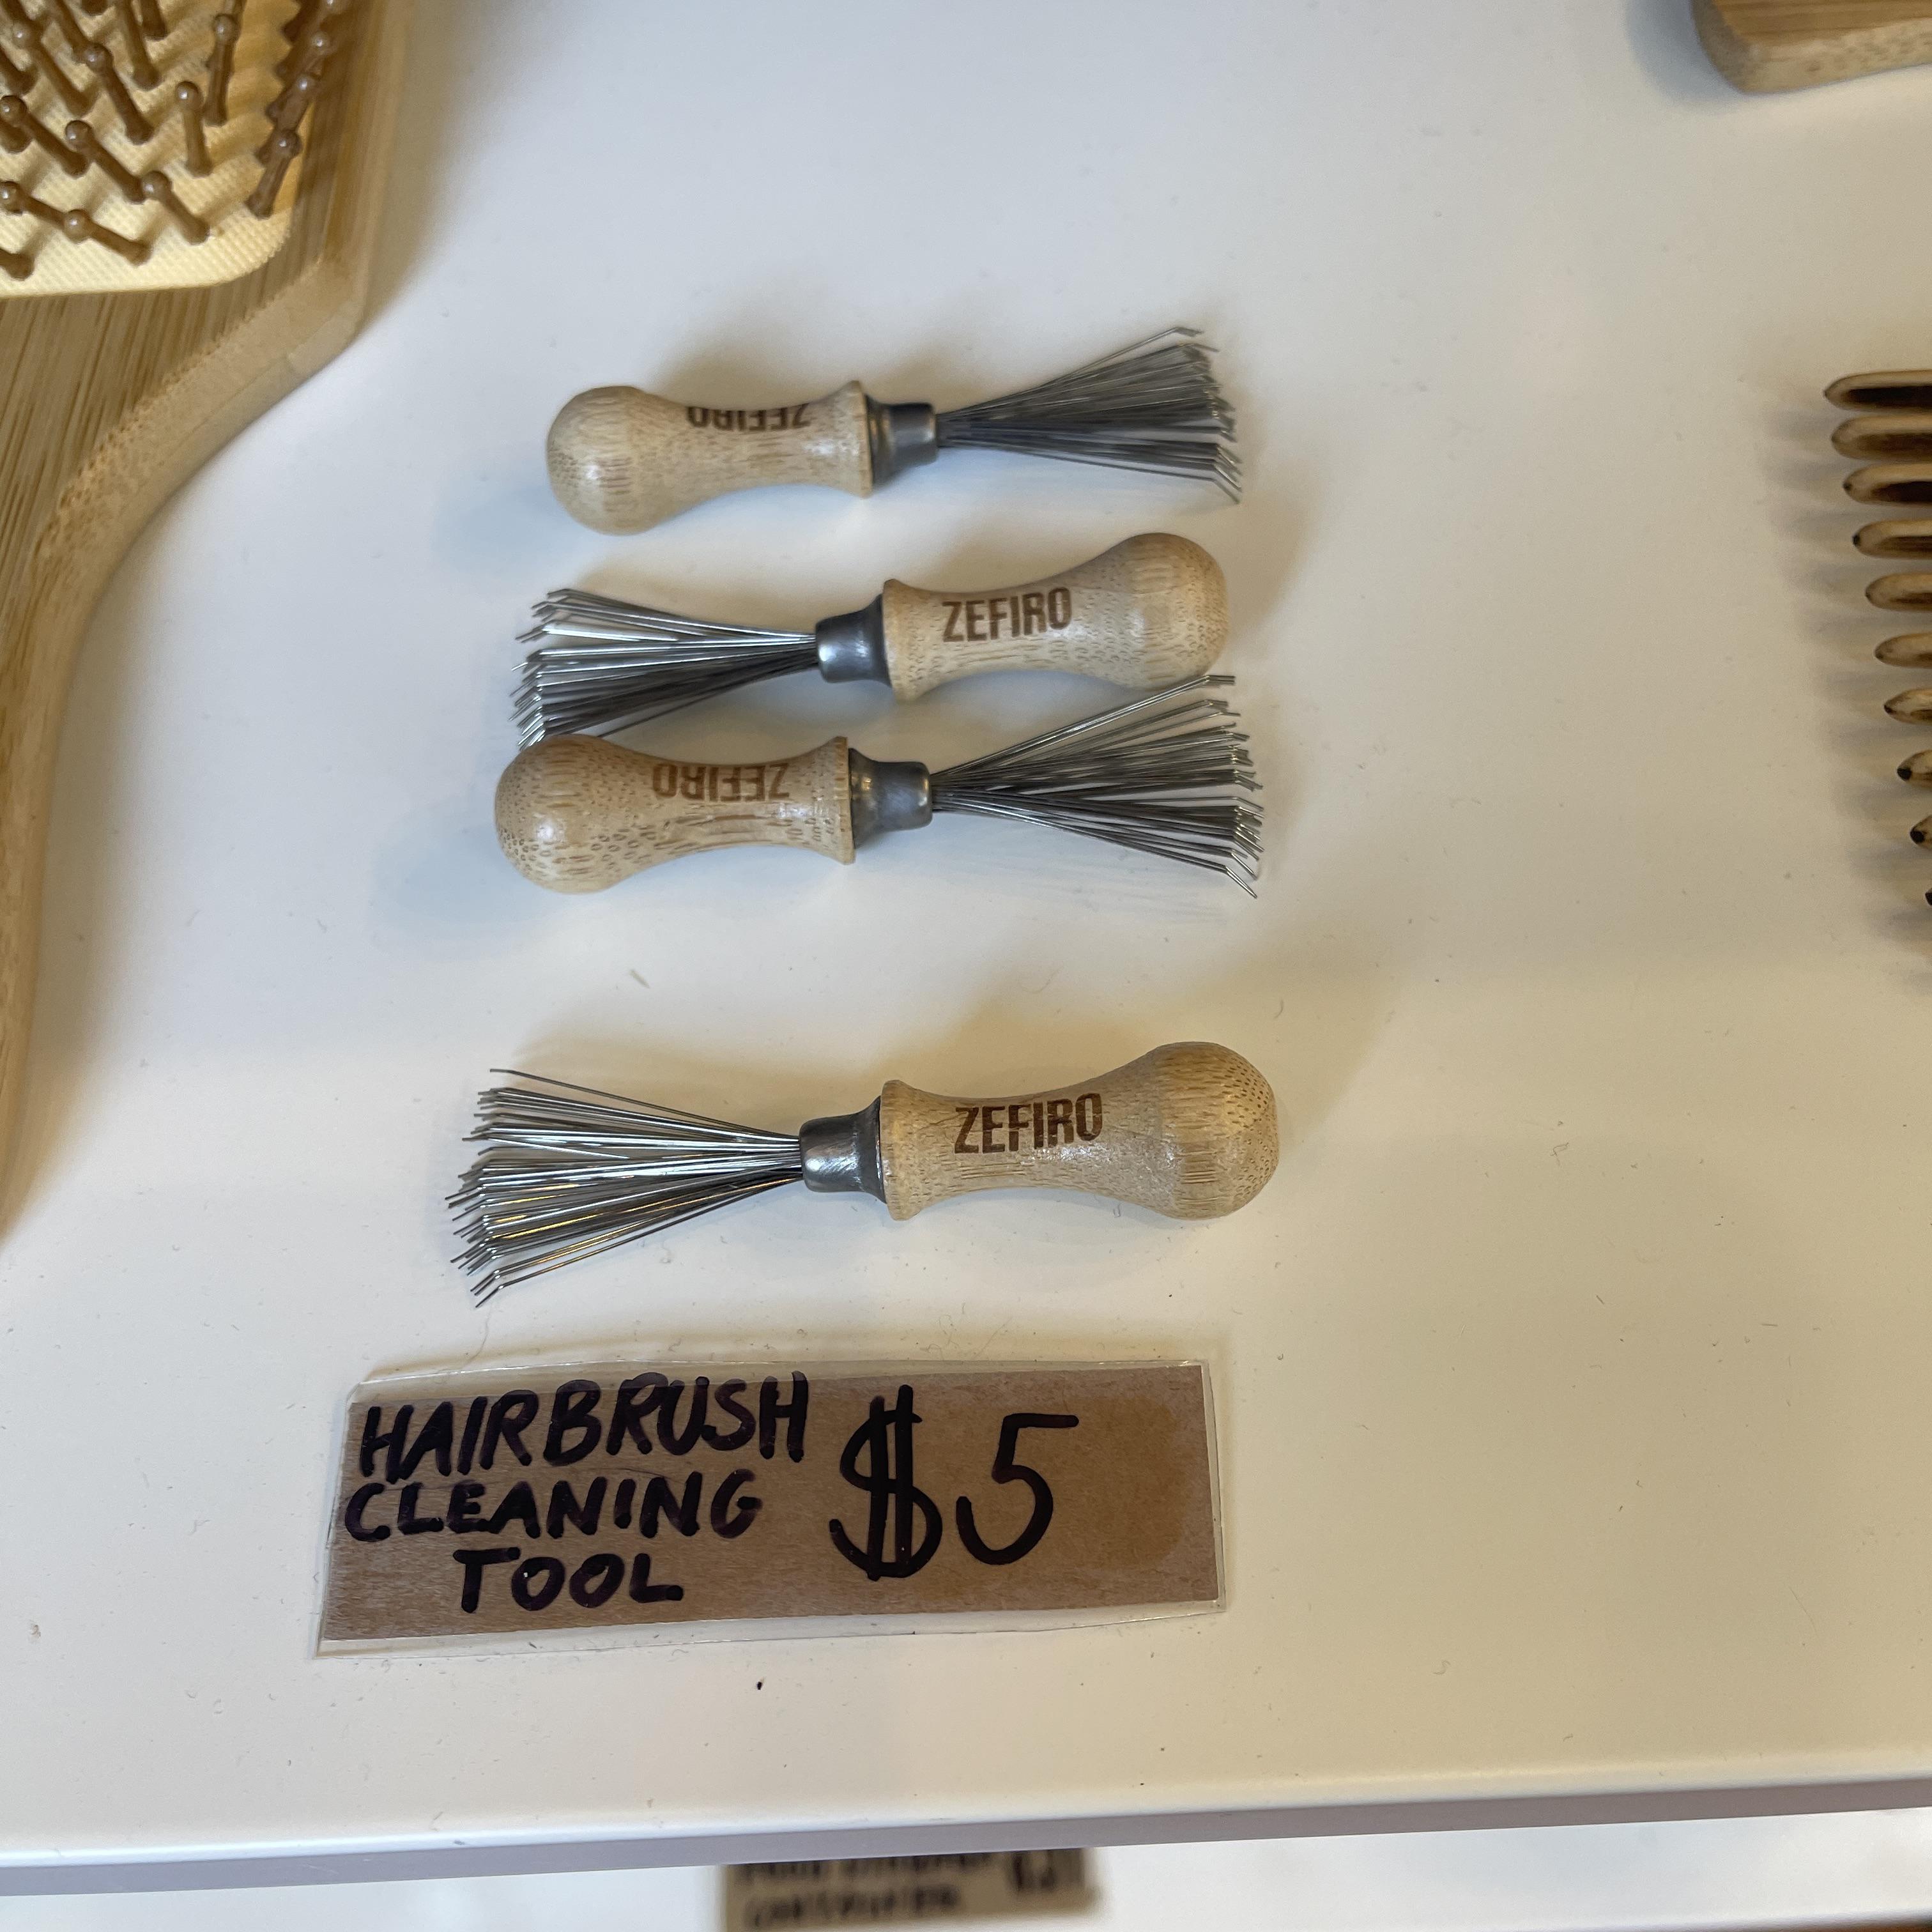 ZEFIRO
ZEFIRO
ZEFIRO
ZEFIRO
HAIRBRUSH
CLEANING
TOOL
$5